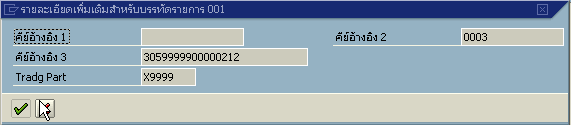 รายละเอียดเพิ่มเติมสำหรับบรรทัดรายการ 001
คีย์อ้างอิง 1 คีย์อ้างอิง 2 0003
คีย์อ้างอิง 3 3059999900000212
Tradg Part X9999